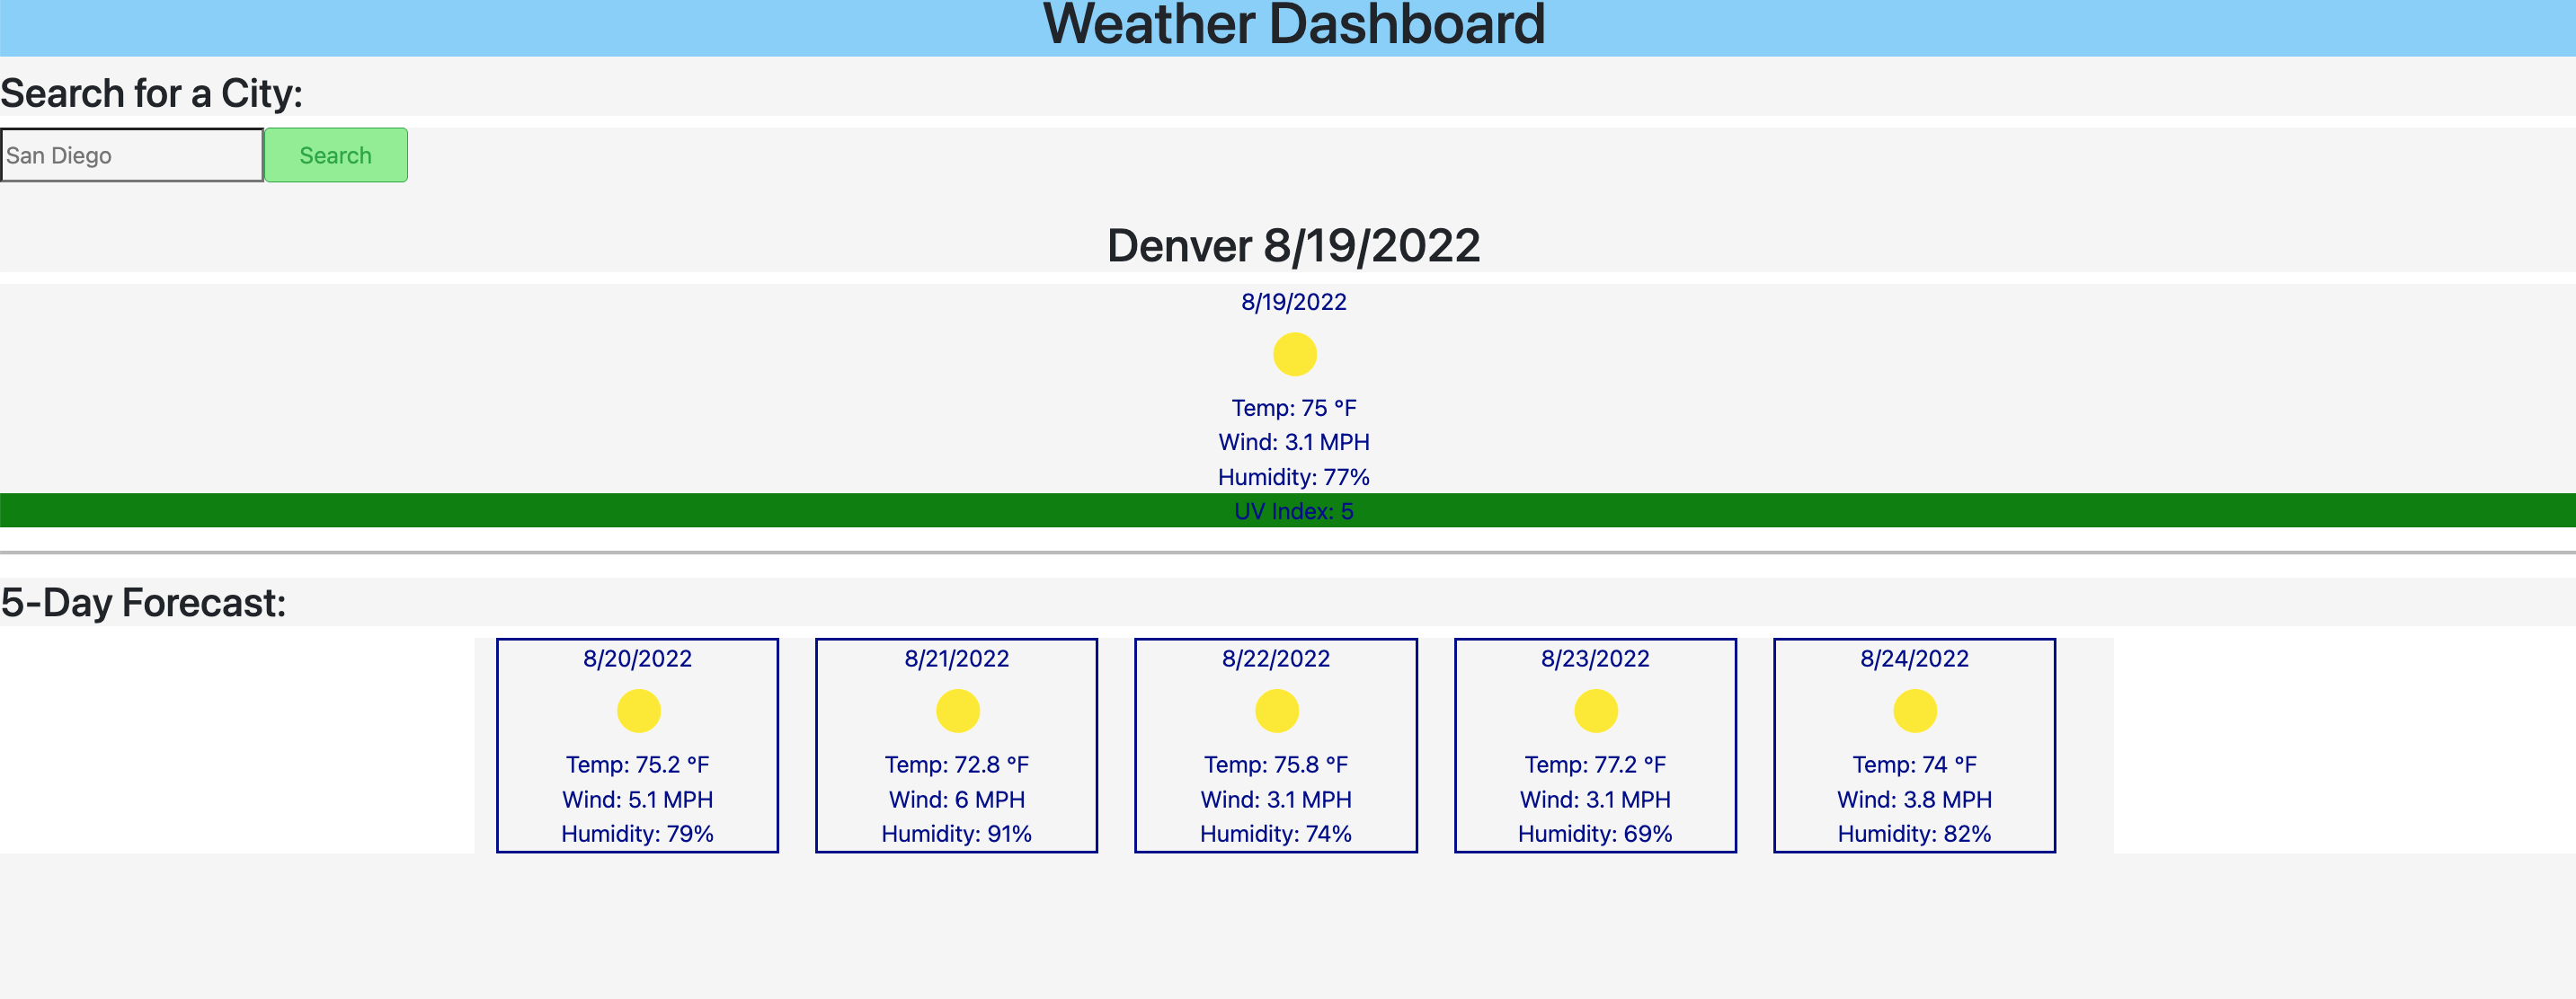 Weather Dashboard
Search for a City:
San Diego
Search
Denver 8/19/2022
8/19/2022
Temp: 75 °F
Wind: 3.1 MPH
Humidity: 77%
UV Index: 5
5-Day Forecast:
8/20/2022
Temp: 75.2 °F
Wind: 5.1 MPH
Humidity: 79%
8/21/2022
Temp: 72.8 °F
Wind: 6 MPH
Humidity: 91%
8/22/2022
Temp: 75.8 °F
Wind: 3.1 MPH
Humidity: 74%
8/23/2022
Temp: 77.2 °F
Wind: 3.1 MPH
Humidity: 69%
8/24/2022
Temp: 74 °F
Wind: 3.8 MPH
Humidity: 82%